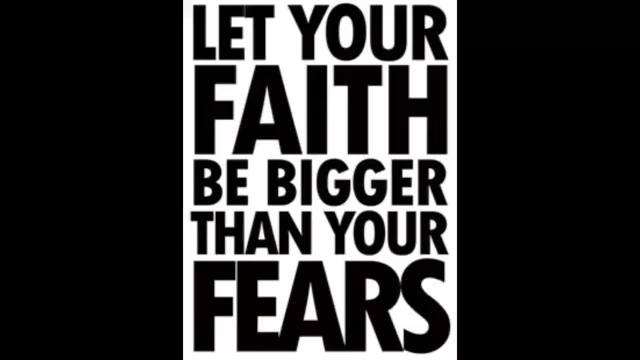 LET YOUR
FAITH
BE BIGGER
THAN YOUR
FEARS